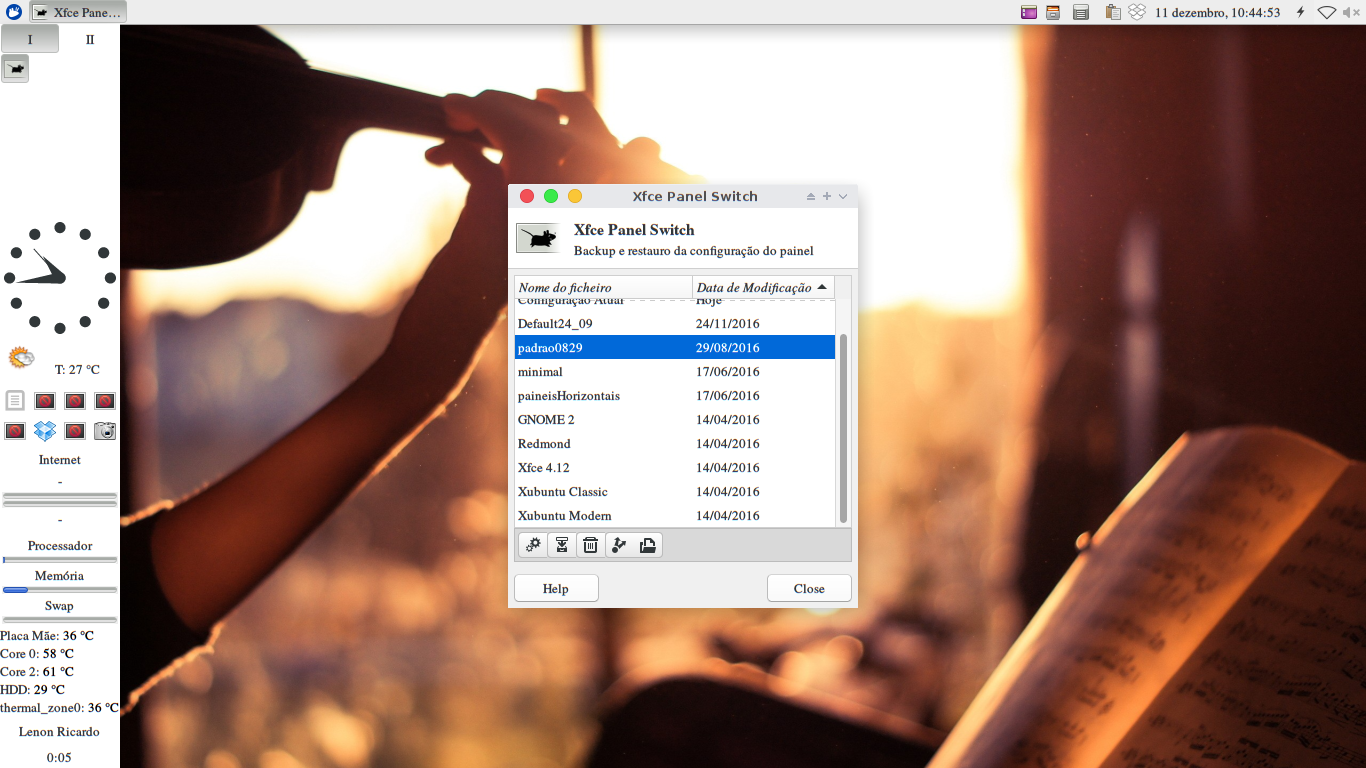 Xfce Pane...
11 dezembro, 10:44:53
I II
T: 27 °C
Internet
-
-
Processador
Memória
Swap
Placa Mãe: 36 °C
Core 0: 58 °C
Core 2: 61 °C
HDD: 29 °C
thermal_zone0: 36 °C
Lenon Ricardo
0:05
Xfce Panel Switch
Xfce Panel Switch
Backup e restauro da configuração do painel
Nome do ficheiro Data de Modificação
Configuração Atual Hoje
Default24_09 24/11/2016
padrao0829 29/08/2016
minimal 17/06/2016
paineisHorizontais 17/06/2016
GNOME 2 14/04/2016
Redmond 14/04/2016
Xfce 4.12 14/04/2016
Xubuntu Classic 14/04/2016
Xubuntu Modern 14/04/2016
Help Close